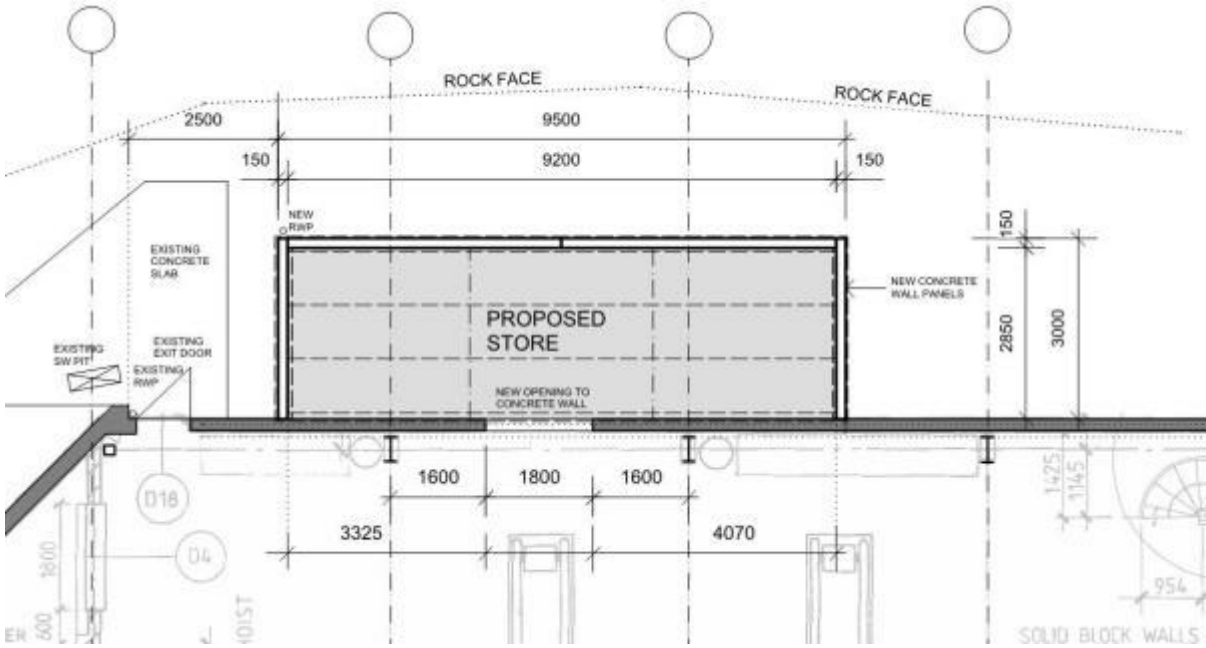 ROCK FACE
ROCK FACE
2500
9500
150
9200
150
NEW
RWP
150
EXISTING
CONCRETE
SLAB
NEW CONCRETE
WALL PANELS
PROPOSED
STORE
2850
3000
EXISTING
SW PIT
EXISTING
EXIT DOOR
EXISTING
RWP
NEW OPENING TO
CONCRETE WALL
1600
1800
1600
1425
1145
D18
3325
4070
D4
1800
954
600
HOIST
ER
SOLID BLOCK WALLS